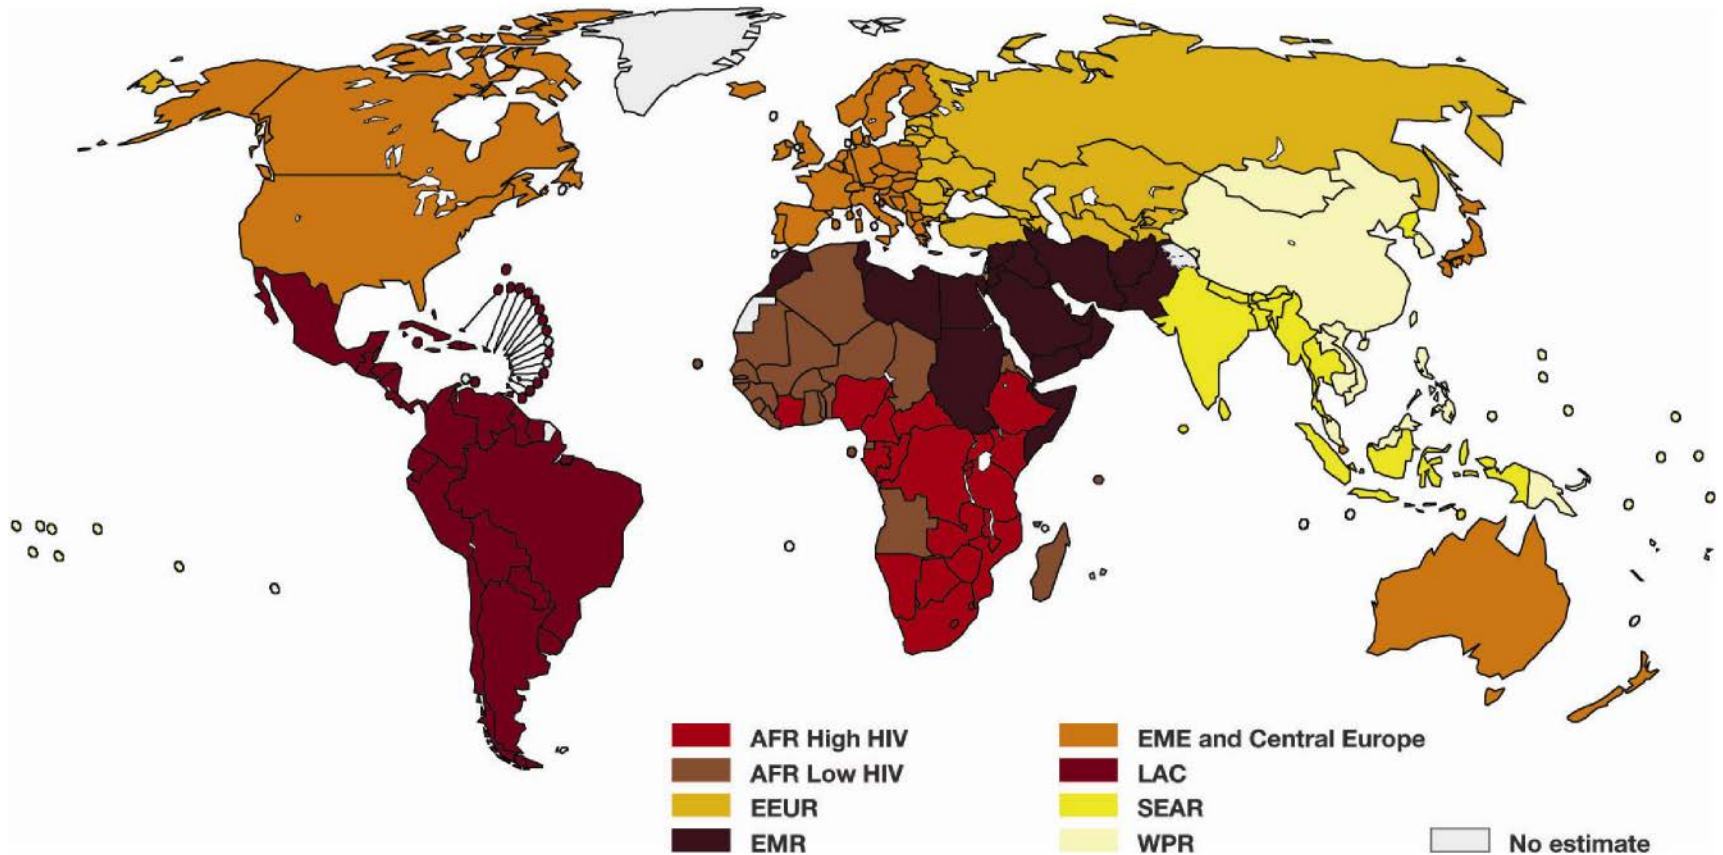 AFR High HIV
AFR Low HIV
EEUR
EMR
EME and Central Europe
LAC
SEAR
WPR
No estimate